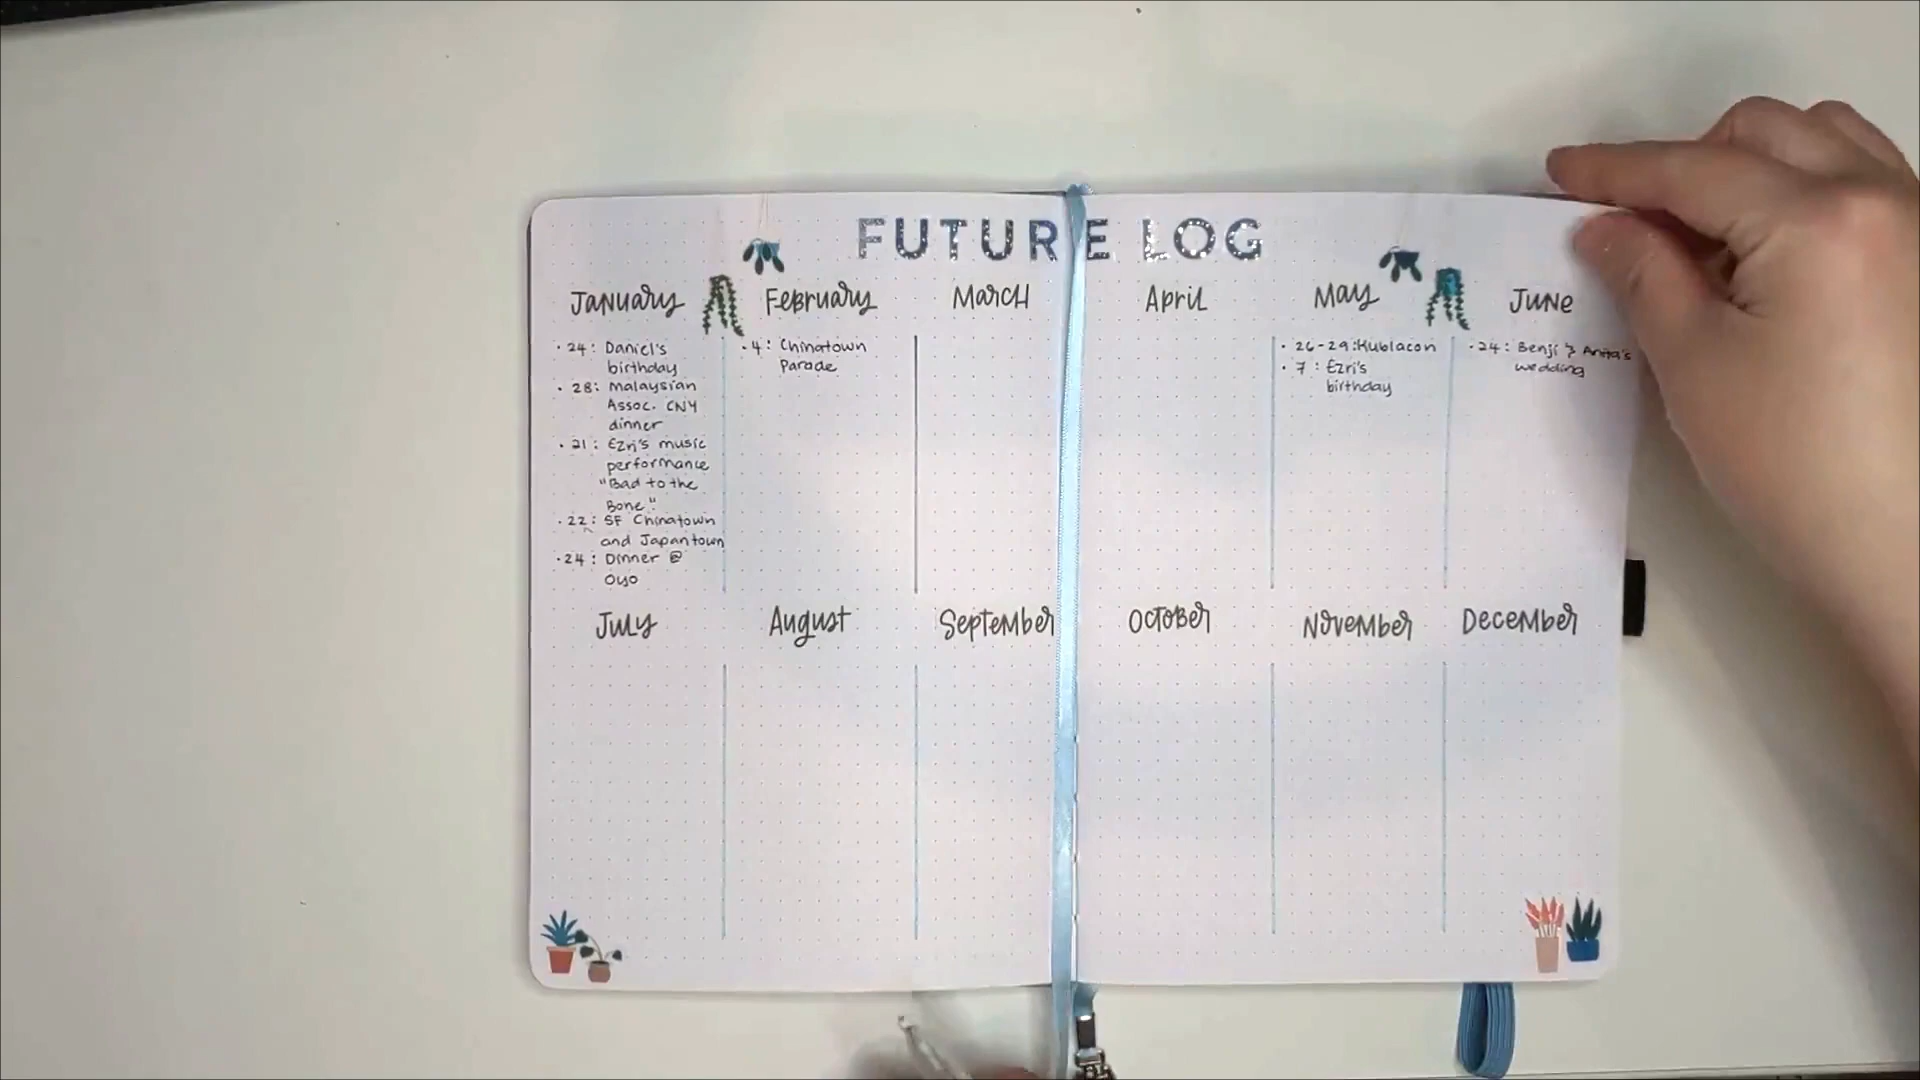 FUTURE LOG
January
· 24: Daniel's
birthday
· 28: Malaysian
Assoc. CNY
dinner
· 21: Ezri's music
performance
"Bad to the
Bone"
· 22: SF Chinatown
and Japantown
· 24: Dinner @
Oyo
February
· 4: Chinatown
Parade
March
April
May
· 26-29: Kublacon
· 7: Ezri's
birthday
June
· 24: Benji & Anita's
wedding
July
August
September
October
November
December